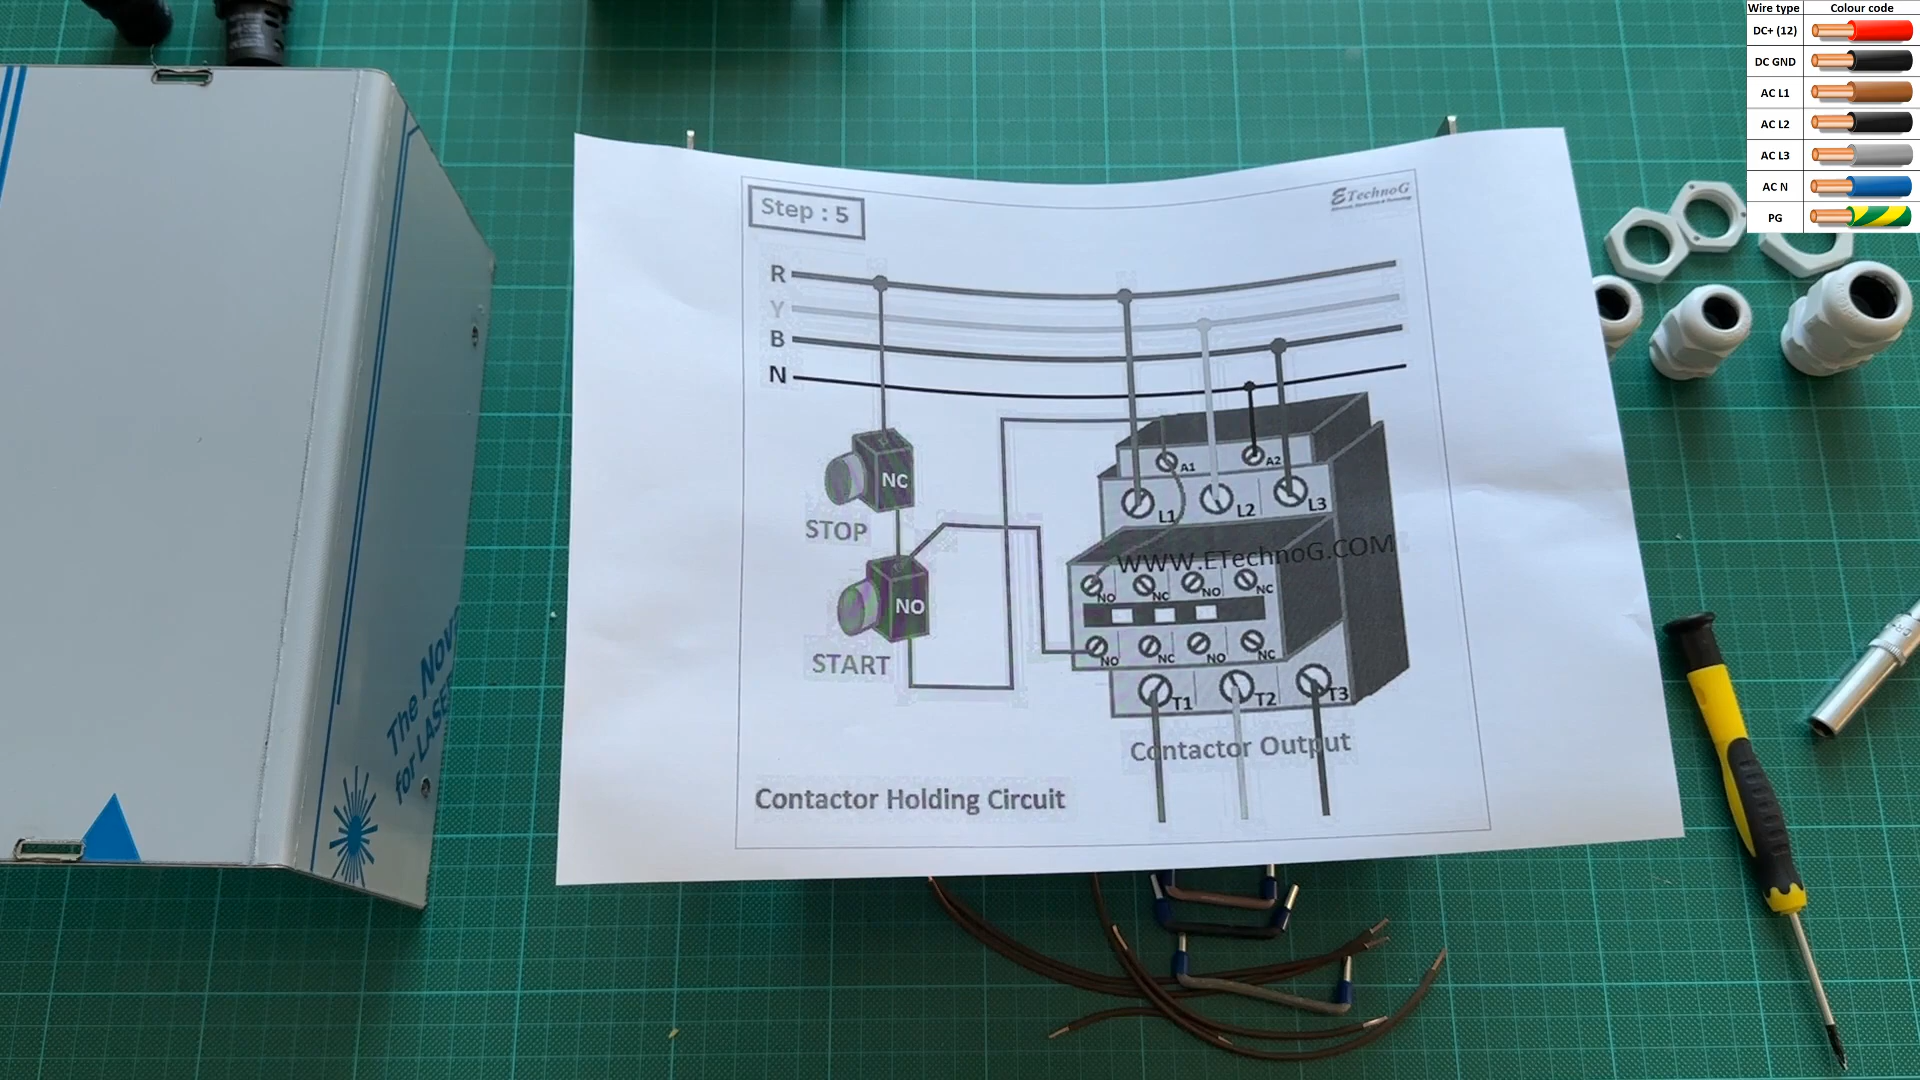 Wire type Colour code
DC+ (12)
DC GND
AC L1
AC L2
AC L3
AC N
PG
Step : 5
ETechnoG
R
Y
B
N
A1 A2
L1 L2 L3
NC
STOP
WWW.ETechnoG.COM
NO NC NO NC
NO
START
NO NC NO NC
T1 T2 T3
Contactor Output
Contactor Holding Circuit
The Nov
for LASE